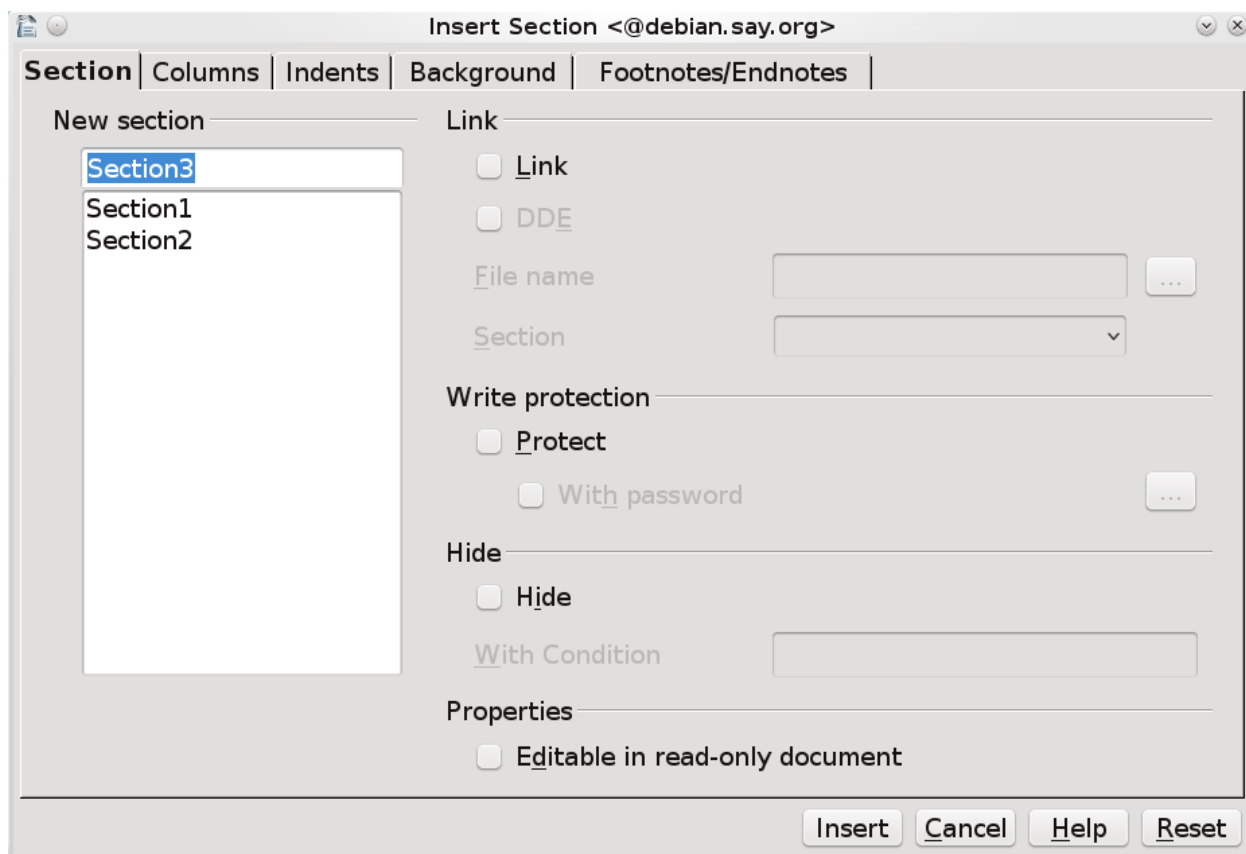 Insert Section <@debian.say.org>
Section Columns Indents Background Footnotes/Endnotes
New section
Section3
Section1
Section2
Link
Link
DDE
File name ...
Section
Write protection
Protect
With password ...
Hide
Hide
With Condition
Properties
Editable in read-only document
Insert Cancel Help Reset